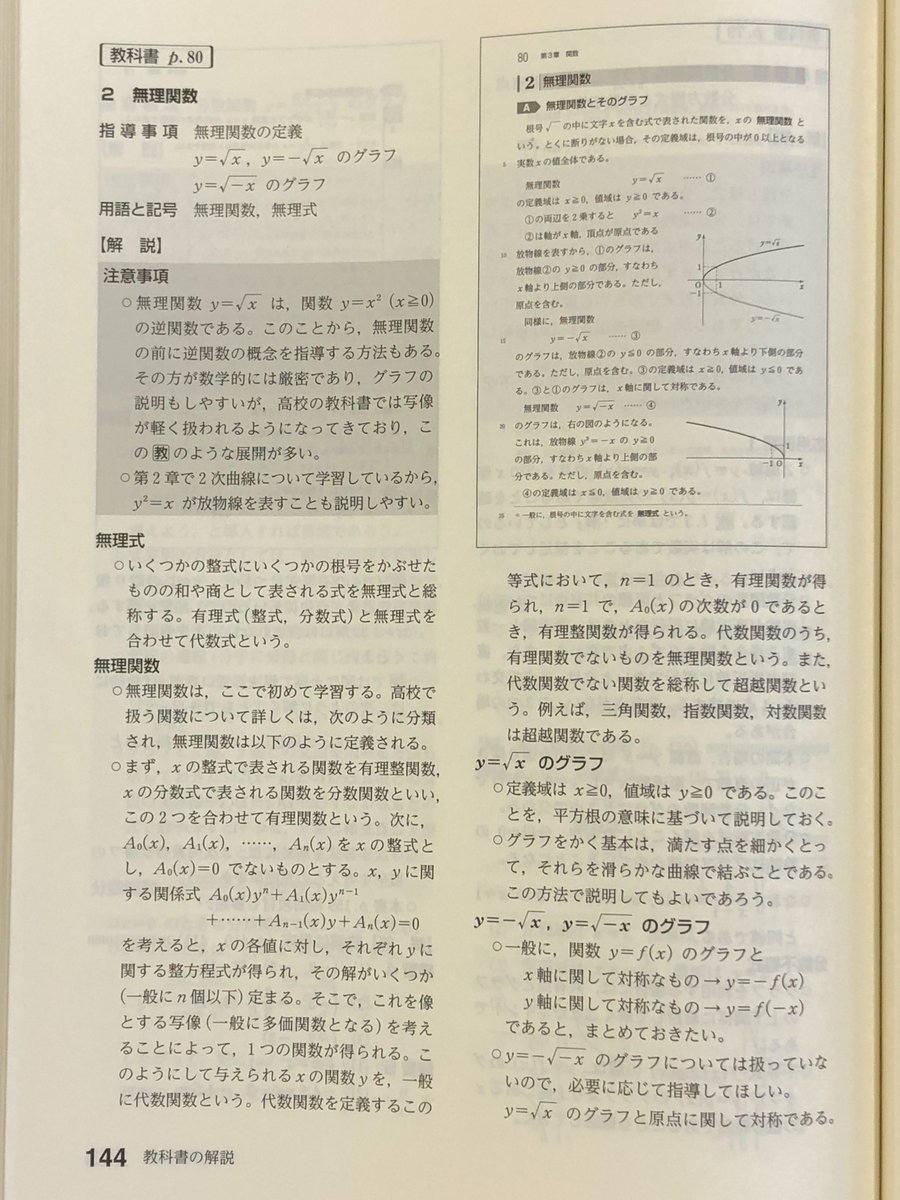 教科書 p.80
2 無理関数
指導事項 無理関数の定義
y=√x, y=-√x のグラフ
y=√-x のグラフ
用語と記号 無理関数, 無理式
【解 説】
注意事項
○無理関数 y=√x は, 関数 y=x² (x≧0)
の逆関数である。このことから, 無理関数
の前に逆関数の概念を指導する方法もある。
その方が数学的には厳密であり, グラフの
説明もしやすいが, 高校の教科書では写像
が軽く扱われるようになってきており, こ
の 教 のような展開が多い。
○第2章で2次曲線について学習しているから,
y²=x が放物線を表すことも説明しやすい。
無理式
○いくつかの整式にいくつかの根号をかぶせた
ものの和や商として表される式を無理式と総
称する。有理式(整式, 分数式)と無理式を
合わせて代数式という。
無理関数
○無理関数は, ここで初めて学習する。高校で
扱う関数について詳しくは, 次のように分類
され, 無理関数は以下のように定義される。
○まず, xの整式で表される関数を有理整関数,
xの分数式で表される関数を分数関数といい,
この2つを合わせて有理関数という。次に,
A₀(x), A₁(x), ……, Aₙ(x)をxの整式と
し, A₀(x)=0 でないものとする。x, yに関
する関係式 A₀(x)yⁿ+A₁(x)yⁿ⁻¹
+……+Aₙ₋₁(x)y+Aₙ(x)=0
を考えると, xの各値に対し, それぞれyに
関する整方程式が得られ, その解がいくつか
(一般にn個以下)定まる。そこで, これを像
とする写像(一般に多価関数となる)を考え
ることによって, 1つの関数が得られる。こ
のようにして与えられるxの関数yを, 一般
に代数関数という。代数関数を定義するこの
80 第3章 関数
2 無理関数
A 無理関数とそのグラフ
根号√ の中に文字xを含む式で表された関数を, xの 無理関数 と
いう。とくに断りがない場合, その定義域は, 根号の中が0以上となる
5 実数xの値全体である。
無理関数 y=√x …… ①
の定義域は x≧0, 値域は y≧0 である。
①の両辺を2乗すると y²=x …… ②
②は軸がx軸, 頂点が原点である
10 放物線を表すから, ①のグラフは,
放物線②の y≧0 の部分, すなわち
x軸より上側の部分である。ただし,
原点を含む。
同様に, 無理関数
15 y=-√x …… ③
y
y=√x
1
O 1 x
-1
y=-√x
のグラフは, 放物線②の y≦0 の部分, すなわちx軸より下側の部分
である。ただし, 原点を含む。③の定義域は x≧0, 値域は y≦0 であ
る。③と①のグラフは, x軸に関して対称である。
無理関数 y=√-x …… ④
20 のグラフは, 右の図のようになる。
これは, 放物線 y²=-x の y≧0
の部分, すなわちx軸より上側の部
分である。ただし, 原点を含む。
④の定義域は x≦0, 値域は y≧0 である。
y
1
-1 O x
25 * 一般に, 根号の中に文字を含む式を 無理式 という。
等式において, n=1 のとき, 有理関数が得
られ, n=1 で, A₀(x) の次数が 0 であると
き, 有理整関数が得られる。代数関数のうち,
有理関数でないものを無理関数という。また,
代数関数でない関数を総称して超越関数とい
う。例えば, 三角関数, 指数関数, 対数関数
は超越関数である。
y=√x のグラフ
○定義域は x≧0, 値域は y≧0 である。このこ
とを, 平方根の意味に基づいて説明しておく。
○グラフをかく基本は, 満たす点を細かくとっ
て, それらを滑らかな曲線で結ぶことである。
この方法で説明してもよいであろう。
y=-√x, y=√-x のグラフ
○一般に, 関数 y=f(x) のグラフと
x軸に関して対称なもの → y=-f(x)
y軸に関して対称なもの → y=f(-x)
であると, まとめておきたい。
○y=-√-x のグラフについては扱っていな
いので, 必要に応じて指導してほしい。
y=√x のグラフと原点に関して対称である。
144 教科書の解説